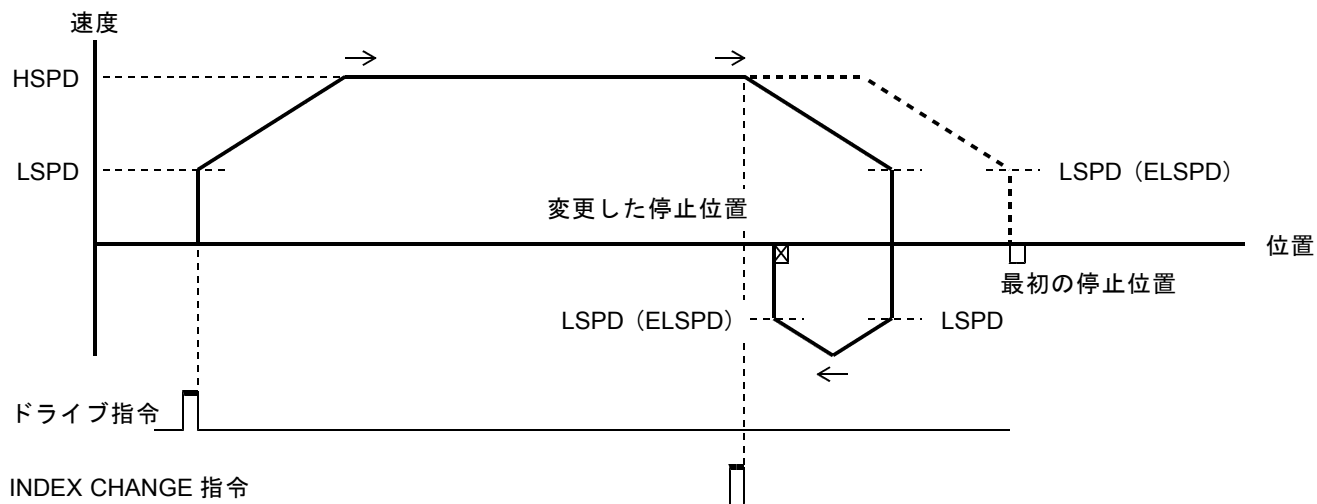 速度
HSPD
LSPD
LSPD（ELSPD）
変更した停止位置
位置
最初の停止位置
LSPD（ELSPD）
LSPD
ドライブ指令
INDEX CHANGE 指令